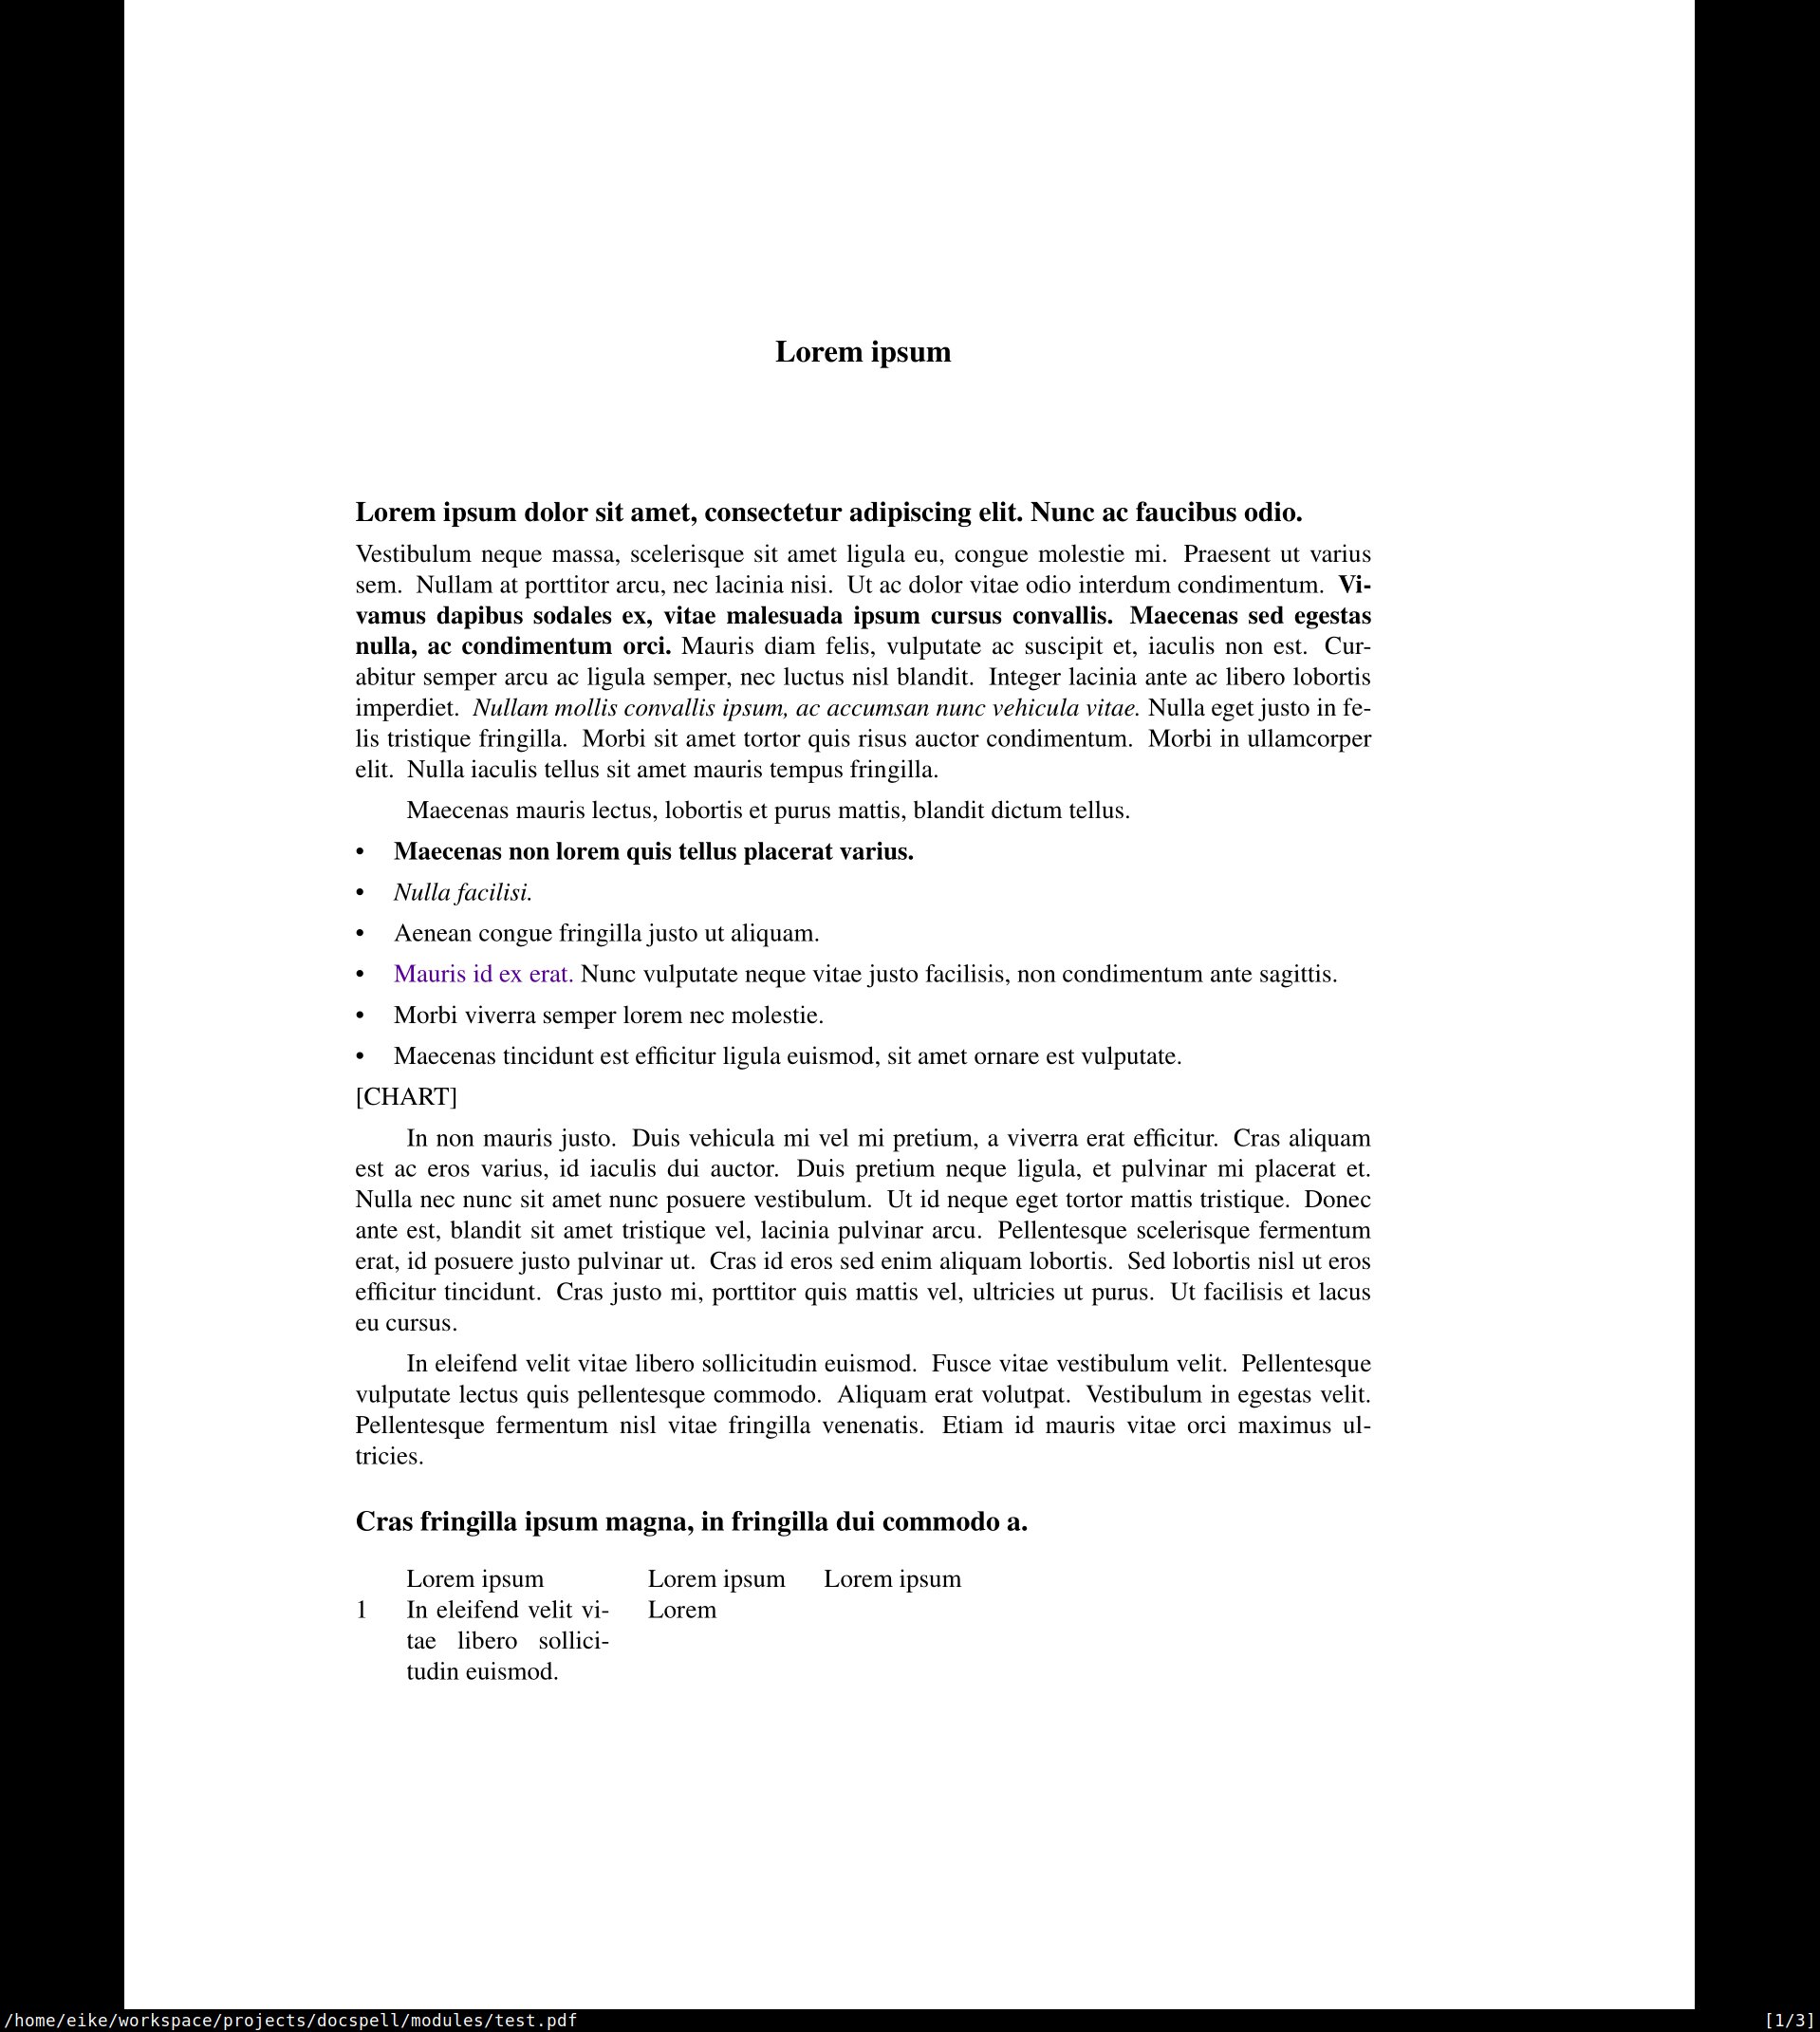 Lorem ipsum
Lorem ipsum dolor sit amet, consectetur adipiscing elit. Nunc ac faucibus odio.
Vestibulum neque massa, scelerisque sit amet ligula eu, congue molestie mi. Praesent ut varius
sem. Nullam at porttitor arcu, nec lacinia nisi. Ut ac dolor vitae odio interdum condimentum. Vi-
vamus dapibus sodales ex, vitae malesuada ipsum cursus convallis. Maecenas sed egestas
nulla, ac condimentum orci. Mauris diam felis, vulputate ac suscipit et, iaculis non est. Cur-
abitur semper arcu ac ligula semper, nec luctus nisl blandit. Integer lacinia ante ac libero lobortis
imperdiet. Nullam mollis convallis ipsum, ac accumsan nunc vehicula vitae. Nulla eget justo in fe-
lis tristique fringilla. Morbi sit amet tortor quis risus auctor condimentum. Morbi in ullamcorper
elit. Nulla iaculis tellus sit amet mauris tempus fringilla.
Maecenas mauris lectus, lobortis et purus mattis, blandit dictum tellus.
• Maecenas non lorem quis tellus placerat varius.
• Nulla facilisi.
• Aenean congue fringilla justo ut aliquam.
• Mauris id ex erat. Nunc vulputate neque vitae justo facilisis, non condimentum ante sagittis.
• Morbi viverra semper lorem nec molestie.
• Maecenas tincidunt est efficitur ligula euismod, sit amet ornare est vulputate.
[CHART]
In non mauris justo. Duis vehicula mi vel mi pretium, a viverra erat efficitur. Cras aliquam
est ac eros varius, id iaculis dui auctor. Duis pretium neque ligula, et pulvinar mi placerat et.
Nulla nec nunc sit amet nunc posuere vestibulum. Ut id neque eget tortor mattis tristique. Donec
ante est, blandit sit amet tristique vel, lacinia pulvinar arcu. Pellentesque scelerisque fermentum
erat, id posuere justo pulvinar ut. Cras id eros sed enim aliquam lobortis. Sed lobortis nisl ut eros
efficitur tincidunt. Cras justo mi, porttitor quis mattis vel, ultricies ut purus. Ut facilisis et lacus
eu cursus.
In eleifend velit vitae libero sollicitudin euismod. Fusce vitae vestibulum velit. Pellentesque
vulputate lectus quis pellentesque commodo. Aliquam erat volutpat. Vestibulum in egestas velit.
Pellentesque fermentum nisl vitae fringilla venenatis. Etiam id mauris vitae orci maximus ul-
tricies.
Cras fringilla ipsum magna, in fringilla dui commodo a.
Lorem ipsum Lorem ipsum Lorem ipsum
1 In eleifend velit vi- Lorem
tae libero sollici-
tudin euismod.
/home/eike/workspace/projects/docspell/modules/test.pdf [1/3]